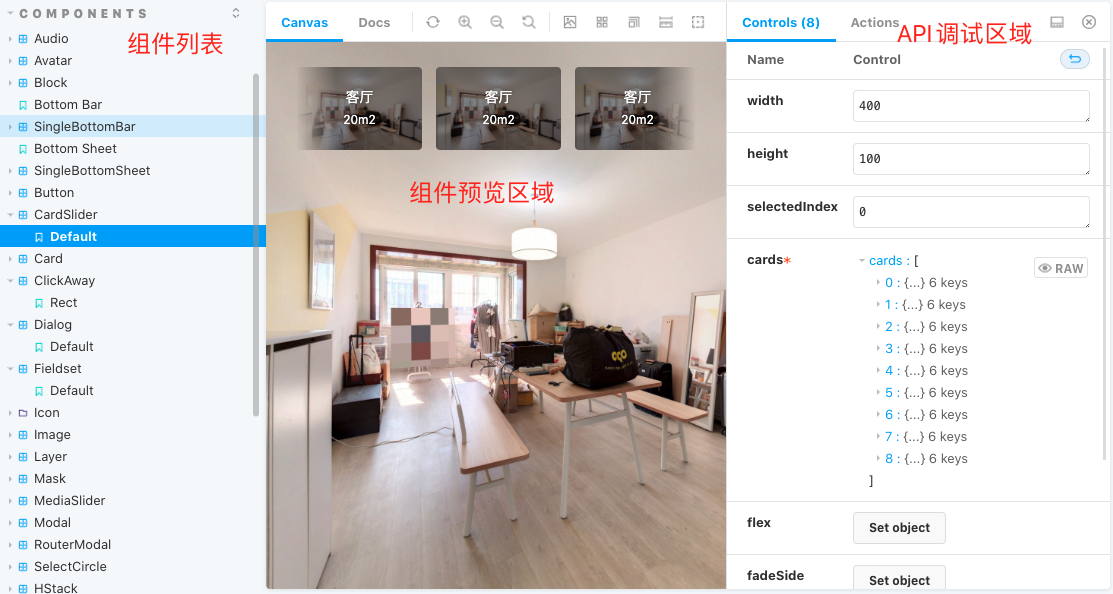 COMPONENTS
Audio
Avatar
Block
Bottom Bar
SingleBottomBar
Bottom Sheet
SingleBottomSheet
Button
CardSlider
Default
Card
ClickAway
Rect
Dialog
Default
Fieldset
Default
Icon
Image
Layer
Mask
MediaSlider
Modal
RouterModal
SelectCircle
HStack
组件列表
Canvas
Docs
客厅
20m2
客厅
20m2
客厅
20m2
组件预览区域
Controls (8)
Actions
API调试区域
Name
Control
width
400
height
100
selectedIndex
0
cards*
cards : [
RAW
0 : {...} 6 keys
1 : {...} 6 keys
2 : {...} 6 keys
3 : {...} 6 keys
4 : {...} 6 keys
5 : {...} 6 keys
6 : {...} 6 keys
7 : {...} 6 keys
8 : {...} 6 keys
]
flex
Set object
fadeSide
Set object